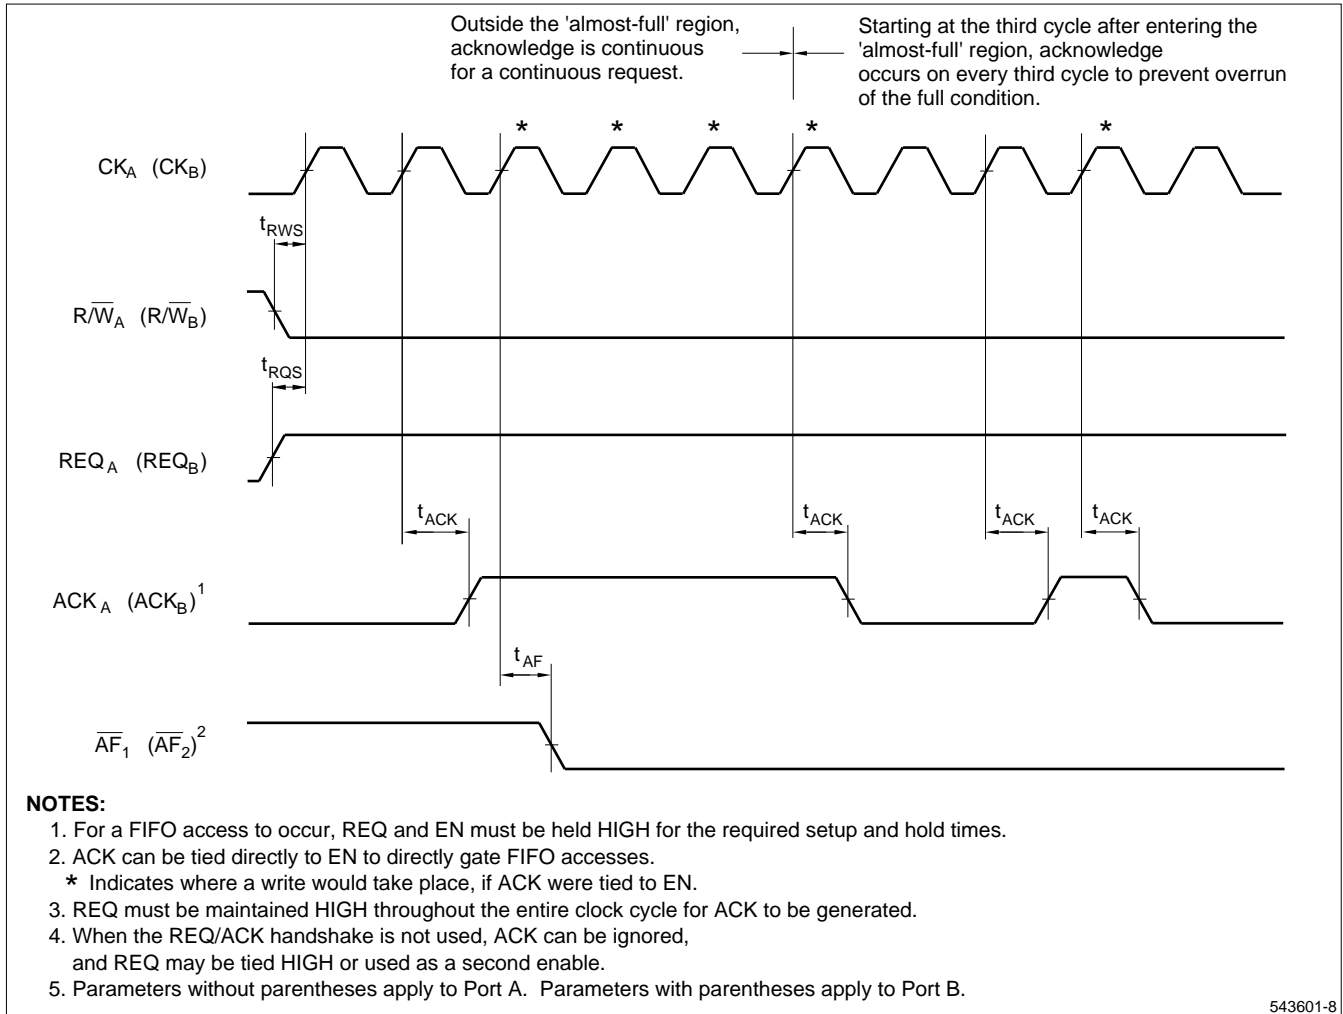 Outside the 'almost-full' region,
acknowledge is continuous
for a continuous request.
Starting at the third cycle after entering the
'almost-full' region, acknowledge
occurs on every third cycle to prevent overrun
of the full condition.
* * * * *
CKA (CKB)
tRWS
R/W̅A (R/W̅B)
tRQS
REQA (REQB)
tACK tACK tACK tACK
ACKA (ACKB)1
tAF
A̅F̅1 (A̅F̅2)2
NOTES:
1. For a FIFO access to occur, REQ and EN must be held HIGH for the required setup and hold times.
2. ACK can be tied directly to EN to directly gate FIFO accesses.
* Indicates where a write would take place, if ACK were tied to EN.
3. REQ must be maintained HIGH throughout the entire clock cycle for ACK to be generated.
4. When the REQ/ACK handshake is not used, ACK can be ignored,
and REQ may be tied HIGH or used as a second enable.
5. Parameters without parentheses apply to Port A. Parameters with parentheses apply to Port B.
543601-8